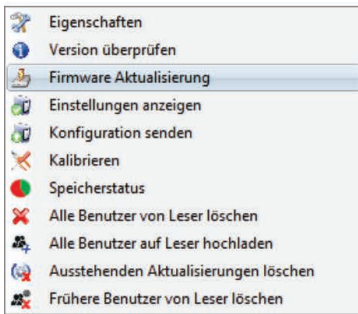 Eigenschaften
Version überprüfen
Firmware Aktualisierung
Einstellungen anzeigen
Konfiguration senden
Kalibrieren
Speicherstatus
Alle Benutzer von Leser löschen
Alle Benutzer auf Leser hochladen
Ausstehenden Aktualisierungen löschen
Frühere Benutzer von Leser löschen